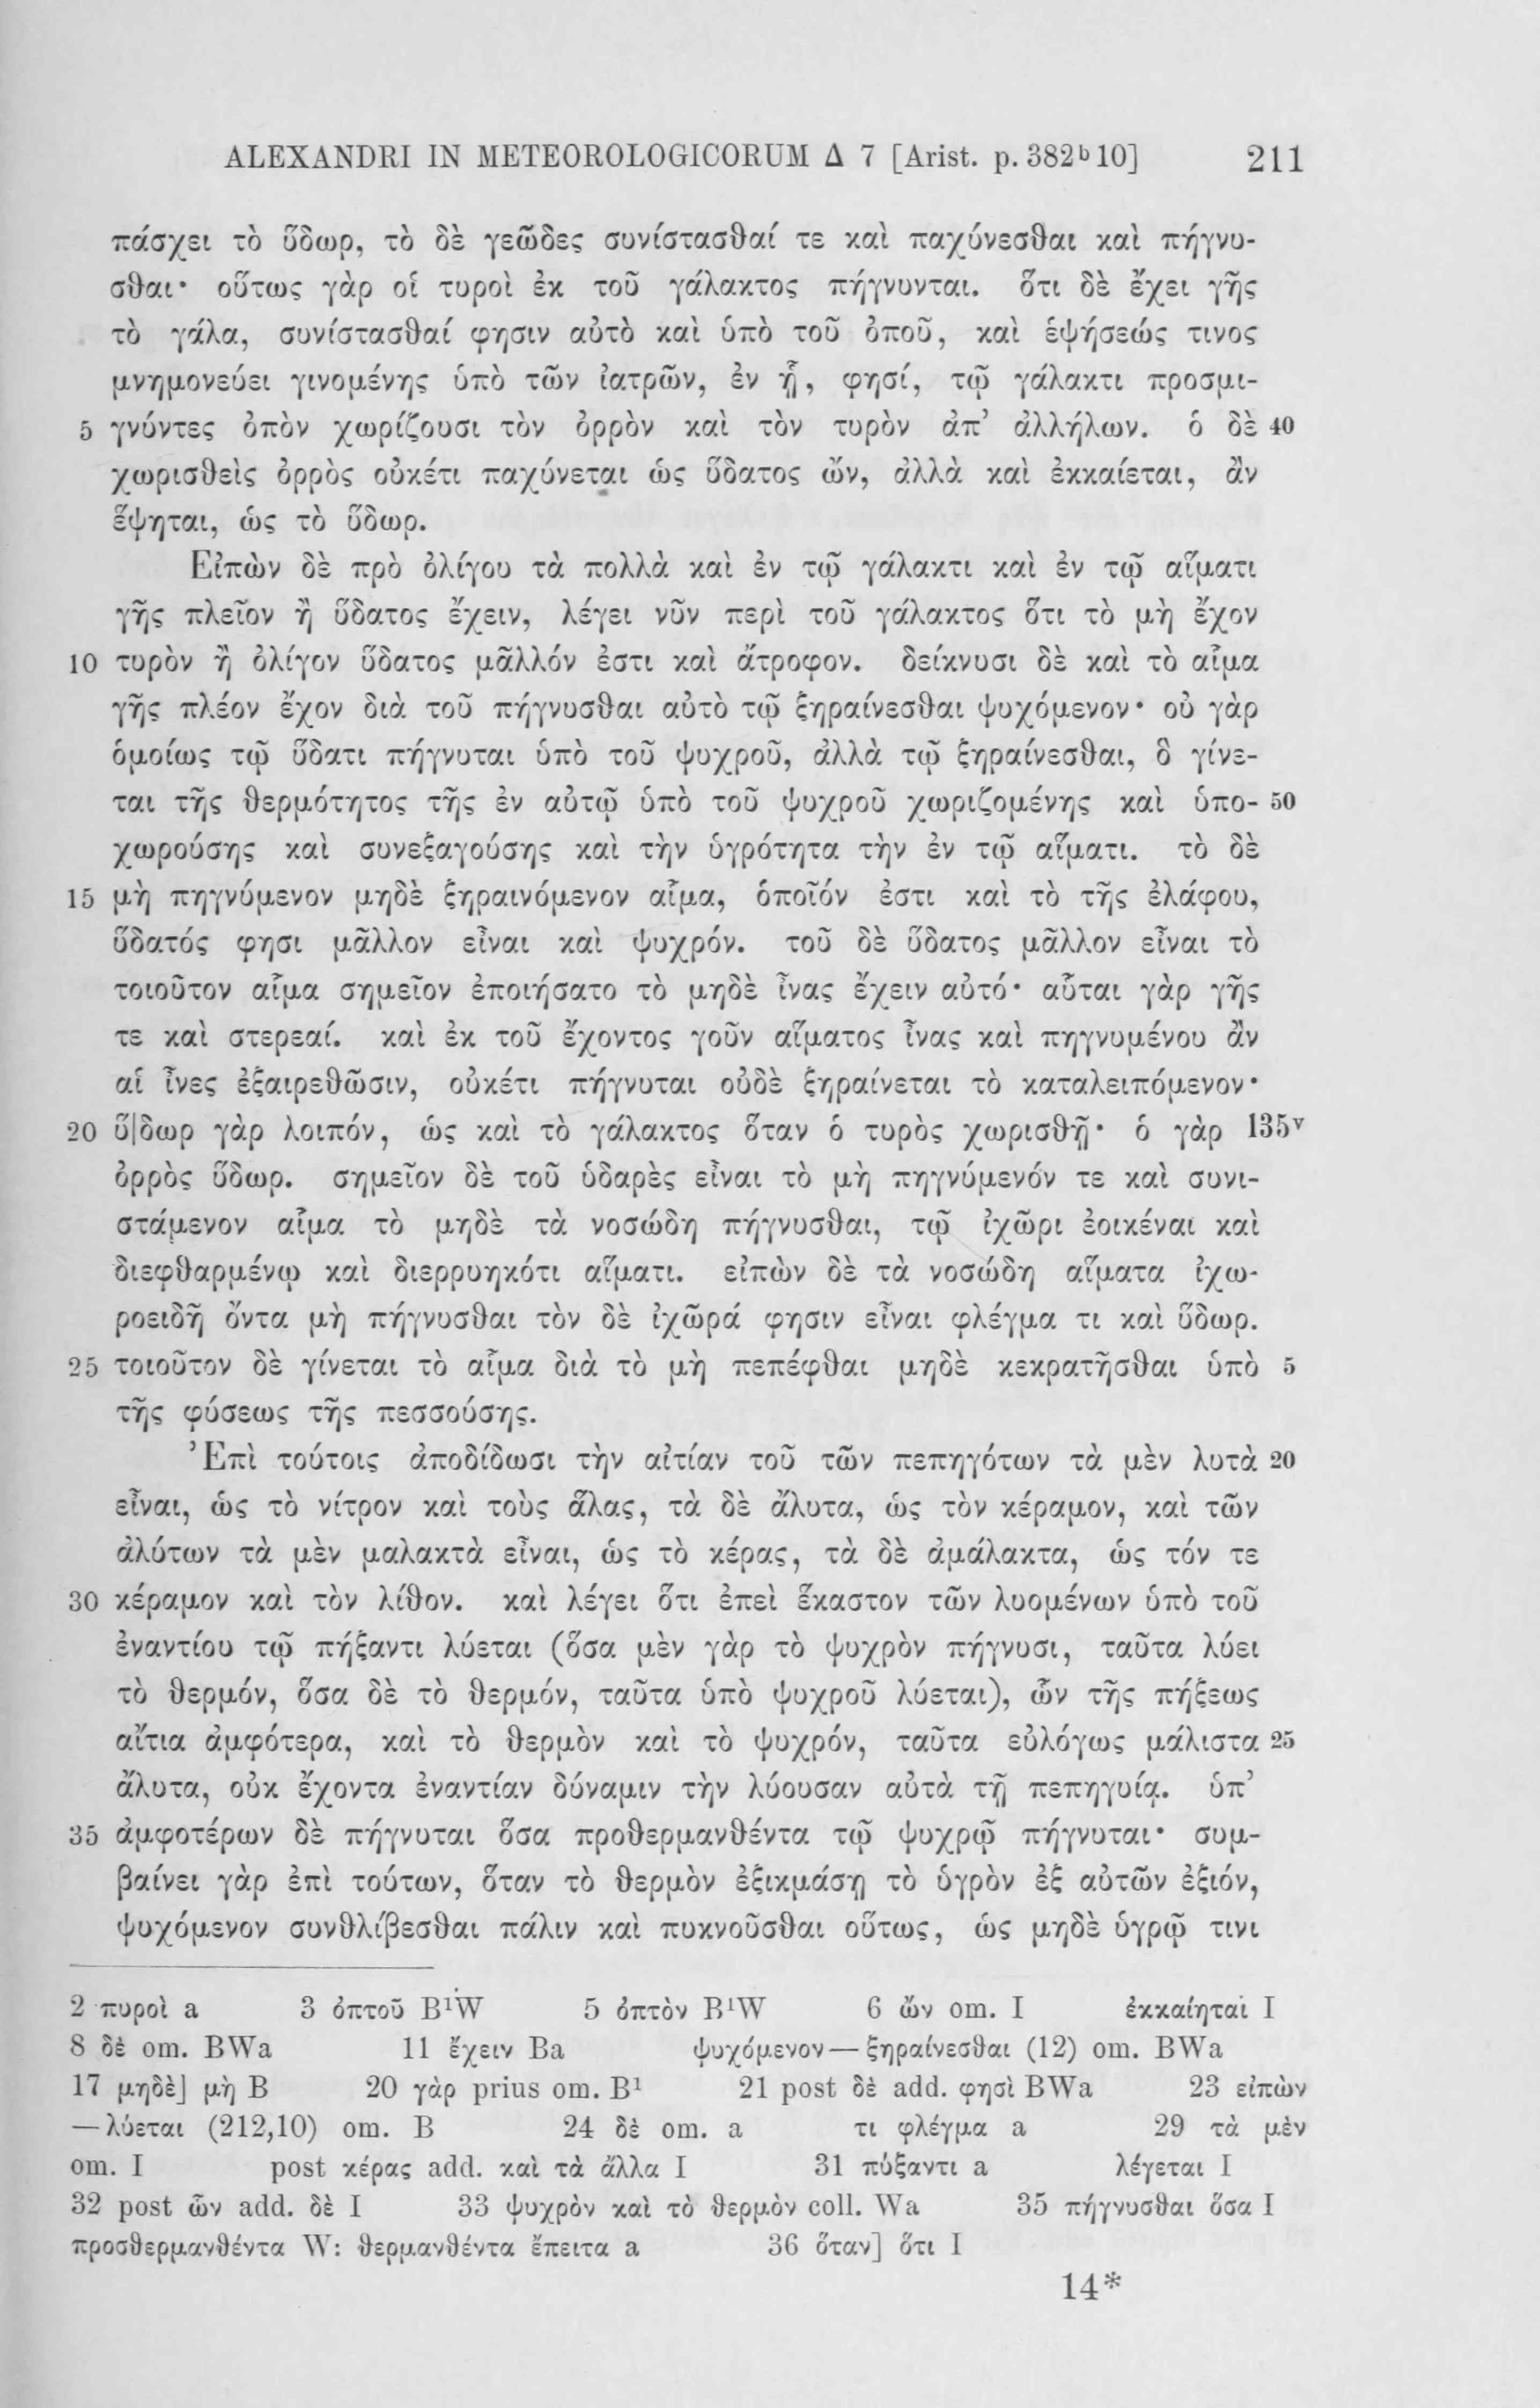 ALEXANDRI IN METEOROLOGICORUM Δ 7 [Arist. p. 382ᵇ10] 211
πάσχει τὸ ὕδωρ, τὸ δὲ γεῶδες συνίστασθαί τε καὶ παχύνεσθαι καὶ πήγνυ-
σθαι· οὕτως γὰρ οἱ τυροὶ ἐκ τοῦ γάλακτος πήγνυνται. ὅτι δὲ ἔχει γῆς
τὸ γάλα, συνίστασθαί φησιν αὐτὸ καὶ ὑπὸ τοῦ ὀποῦ, καὶ ἑψήσεώς τινος
μνημονεύει γινομένης ὑπὸ τῶν ἰατρῶν, ἐν ᾗ, φησί, τῷ γάλακτι προσμι-
5 γνύντες ὀπὸν χωρίζουσι τὸν ὀρρὸν καὶ τὸν τυρὸν ἀπ’ ἀλλήλων. ὁ δὲ 40
χωρισθεὶς ὀρρὸς οὐκέτι παχύνεται ὡς ὕδατος ὤν, ἀλλὰ καὶ ἐκκαίεται, ἂν
ἕψηται, ὡς τὸ ὕδωρ.
Εἰπὼν δὲ πρὸ ὀλίγου τὰ πολλὰ καὶ ἐν τῷ γάλακτι καὶ ἐν τῷ αἵματι
γῆς πλεῖον ἢ ὕδατος ἔχειν, λέγει νῦν περὶ τοῦ γάλακτος ὅτι τὸ μὴ ἔχον
10 τυρὸν ἢ ὀλίγον ὕδατος μᾶλλόν ἐστι καὶ ἄτροφον. δείκνυσι δὲ καὶ τὸ αἷμα
γῆς πλέον ἔχον διὰ τοῦ πήγνυσθαι αὐτὸ τῷ ξηραίνεσθαι ψυχόμενον· οὐ γὰρ
ὁμοίως τῷ ὕδατι πήγνυται ὑπὸ τοῦ ψυχροῦ, ἀλλὰ τῷ ξηραίνεσθαι, ὃ γίνε-
ται τῆς θερμότητος τῆς ἐν αὐτῷ ὑπὸ τοῦ ψυχροῦ χωριζομένης καὶ ὑπο- 50
χωρούσης καὶ συνεξαγούσης καὶ τὴν ὑγρότητα τὴν ἐν τῷ αἵματι. τὸ δὲ
15 μὴ πηγνύμενον μηδὲ ξηραινόμενον αἷμα, ὁποῖόν ἐστι καὶ τὸ τῆς ἐλάφου,
ὕδατός φησι μᾶλλον εἶναι καὶ ψυχρόν. τοῦ δὲ ὕδατος μᾶλλον εἶναι τὸ
τοιοῦτον αἷμα σημεῖον ἐποιήσατο τὸ μηδὲ ἶνας ἔχειν αὐτό· αὗται γὰρ γῆς
τε καὶ στερεαί. καὶ ἐκ τοῦ ἔχοντος γοῦν αἵματος ἶνας καὶ πηγνυμένου ἂν
αἱ ἶνες ἐξαιρεθῶσιν, οὐκέτι πήγνυται οὐδὲ ξηραίνεται τὸ καταλειπόμενον·
20 ὕ|δωρ γὰρ λοιπόν, ὡς καὶ τὸ γάλακτος ὅταν ὁ τυρὸς χωρισθῇ· ὁ γὰρ 135ᵛ
ὀρρὸς ὕδωρ. σημεῖον δὲ τοῦ ὑδαρὲς εἶναι τὸ μὴ πηγνύμενόν τε καὶ συνι-
στάμενον αἷμα τὸ μηδὲ τὰ νοσώδη πήγνυσθαι, τῷ ἰχῶρι ἐοικέναι καὶ
διεφθαρμένῳ καὶ διερρυηκότι αἵματι. εἰπὼν δὲ τὰ νοσώδη αἵματα ἰχω-
ροειδῆ ὄντα μὴ πήγνυσθαι τὸν δὲ ἰχῶρά φησιν εἶναι φλέγμα τι καὶ ὕδωρ.
25 τοιοῦτον δὲ γίνεται τὸ αἷμα διὰ τὸ μὴ πεπέφθαι μηδὲ κεκρατῆσθαι ὑπὸ 5
τῆς φύσεως τῆς πεσσούσης.
Ἐπὶ τούτοις ἀποδίδωσι τὴν αἰτίαν τοῦ τῶν πεπηγότων τὰ μὲν λυτὰ 20
εἶναι, ὡς τὸ νίτρον καὶ τοὺς ἅλας, τὰ δὲ ἄλυτα, ὡς τὸν κέραμον, καὶ τῶν
ἀλύτων τὰ μὲν μαλακτὰ εἶναι, ὡς τὸ κέρας, τὰ δὲ ἀμάλακτα, ὡς τόν τε
30 κέραμον καὶ τὸν λίθον. καὶ λέγει ὅτι ἐπεὶ ἕκαστον τῶν λυομένων ὑπὸ τοῦ
ἐναντίου τῷ πήξαντι λύεται (ὅσα μὲν γὰρ τὸ ψυχρὸν πήγνυσι, ταῦτα λύει
τὸ θερμόν, ὅσα δὲ τὸ θερμόν, ταῦτα ὑπὸ ψυχροῦ λύεται), ὧν τῆς πήξεως
αἴτια ἀμφότερα, καὶ τὸ θερμὸν καὶ τὸ ψυχρόν, ταῦτα εὐλόγως μάλιστα 25
ἄλυτα, οὐκ ἔχοντα ἐναντίαν δύναμιν τὴν λύουσαν αὐτὰ τῇ πεπηγυίᾳ. ὑπ’
35 ἀμφοτέρων δὲ πήγνυται ὅσα προθερμανθέντα τῷ ψυχρῷ πήγνυται· συμ-
βαίνει γὰρ ἐπὶ τούτων, ὅταν τὸ θερμὸν ἐξικμάσῃ τὸ ὑγρὸν ἐξ αὐτῶν ἐξιόν,
ψυχόμενον συνθλίβεσθαι πάλιν καὶ πυκνοῦσθαι οὕτως, ὡς μηδὲ ὑγρῷ τινι
2 πυροὶ a 3 ὀπτοῦ B¹W 5 ὀπτὸν B¹W 6 ὤν om. I ἐκκαίηται I
8 δὲ om. BWa 11 ἔχειν Ba ψυχόμενον — ξηραίνεσθαι (12) om. BWa
17 μηδὲ] μὴ B 20 γὰρ prius om. B¹ 21 post δὲ add. φησὶ BWa 23 εἰπὼν
— λύεται (212,10) om. B 24 δὲ om. a τι φλέγμα a 29 τὰ μὲν
om. I post κέρας add. καὶ τὰ ἄλλα I 31 πύξαντι a λέγεται I
32 post ὧν add. δὲ I 33 ψυχρὸν καὶ τὸ θερμὸν coll. Wa 35 πήγνυσθαι ὅσα I
προσθερμανθέντα W: θερμανθέντα ἔπειτα a 36 ὅταν] ὅτι I
14*